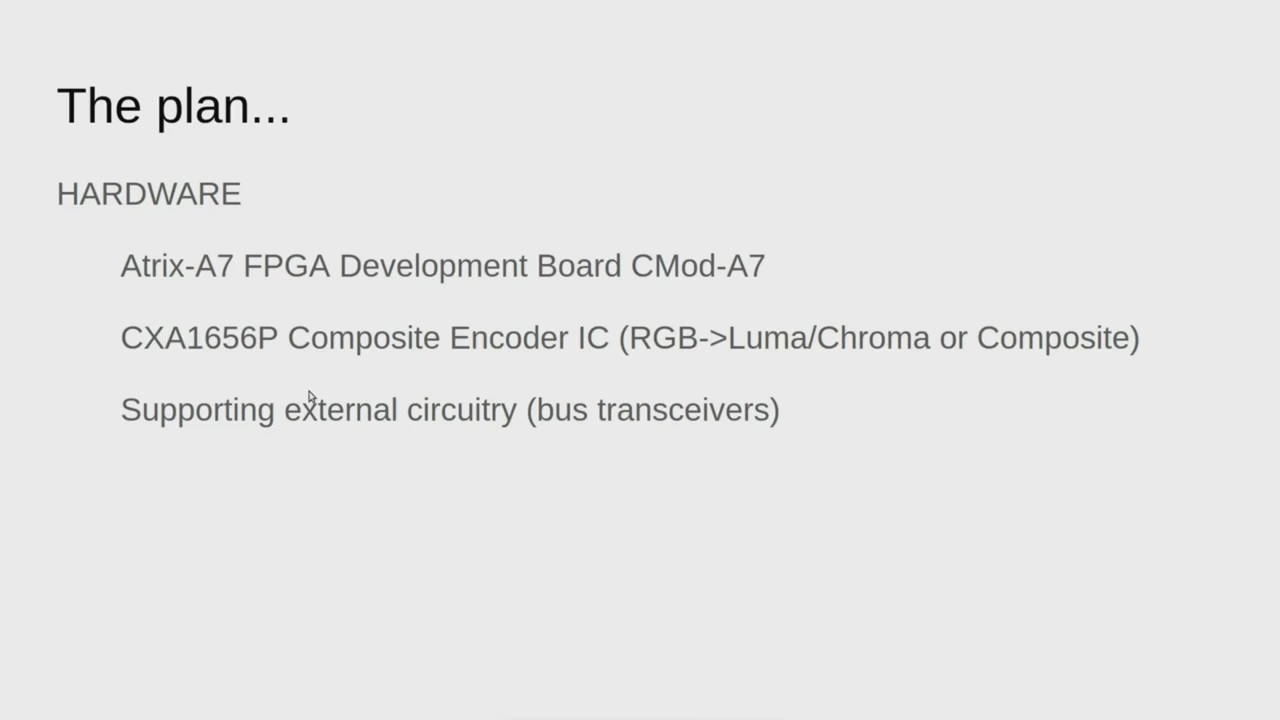 The plan...
HARDWARE
Atrix-A7 FPGA Development Board CMod-A7
CXA1656P Composite Encoder IC (RGB->Luma/Chroma or Composite)
Supporting external circuitry (bus transceivers)